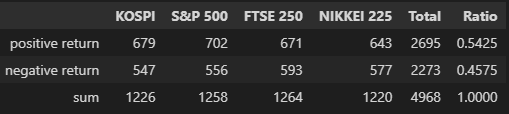 KOSPI S&P 500 FTSE 250 NIKKEI 225 Total Ratio
positive return 679 702 671 643 2695 0.5425
negative return 547 556 593 577 2273 0.4575
sum 1226 1258 1264 1220 4968 1.0000